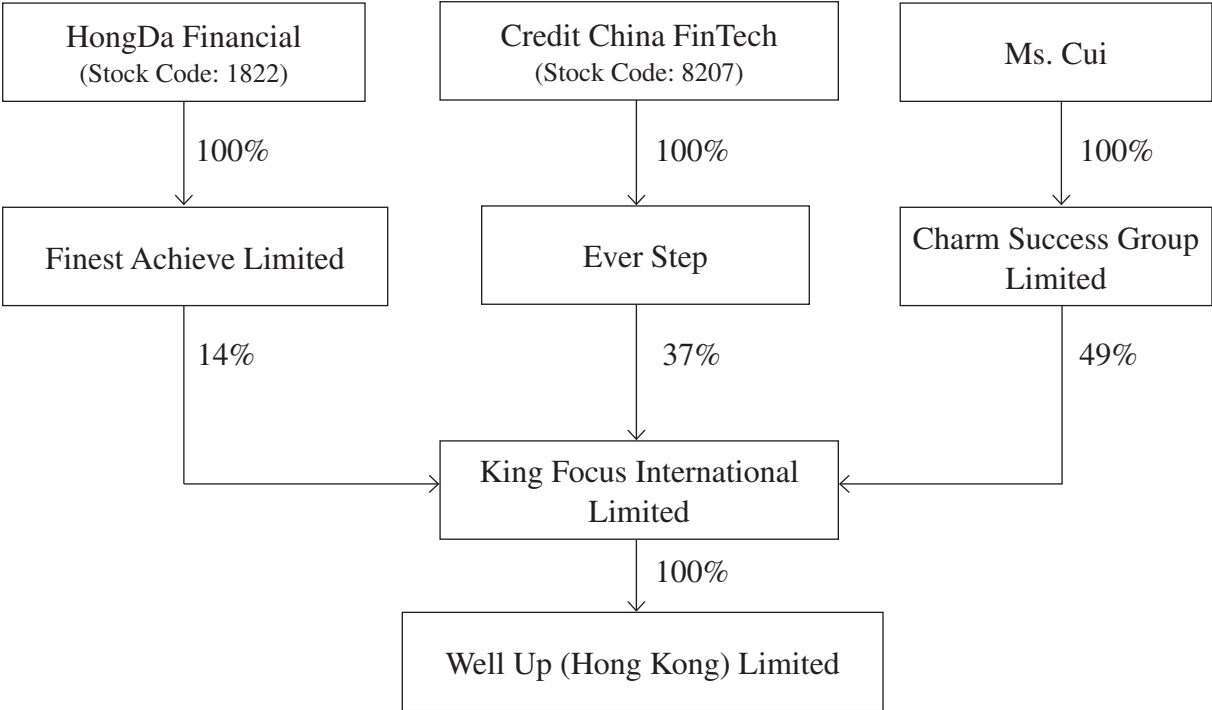 HongDa Financial
(Stock Code: 1822)
Credit China FinTech
(Stock Code: 8207)
Ms. Cui
100%
100%
100%
Finest Achieve Limited
Ever Step
Charm Success Group
Limited
14%
37%
49%
King Focus International
Limited
100%
Well Up (Hong Kong) Limited